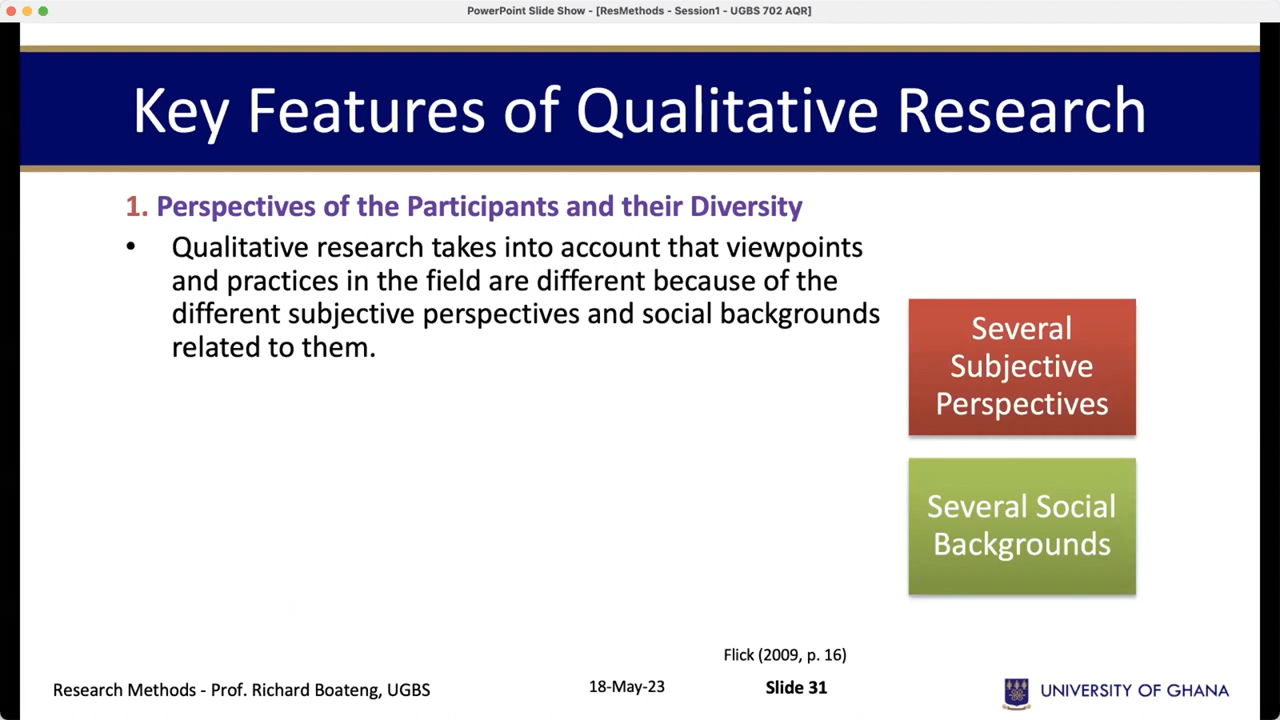 PowerPoint Slide Show - [ResMethods - Session1 - UGBS 702 AQR]
Key Features of Qualitative Research
1. Perspectives of the Participants and their Diversity
• Qualitative research takes into account that viewpoints
and practices in the field are different because of the
different subjective perspectives and social backgrounds
related to them.
Several
Subjective
Perspectives
Several Social
Backgrounds
Flick (2009, p. 16)
Research Methods - Prof. Richard Boateng, UGBS
18-May-23
Slide 31
UNIVERSITY OF GHANA